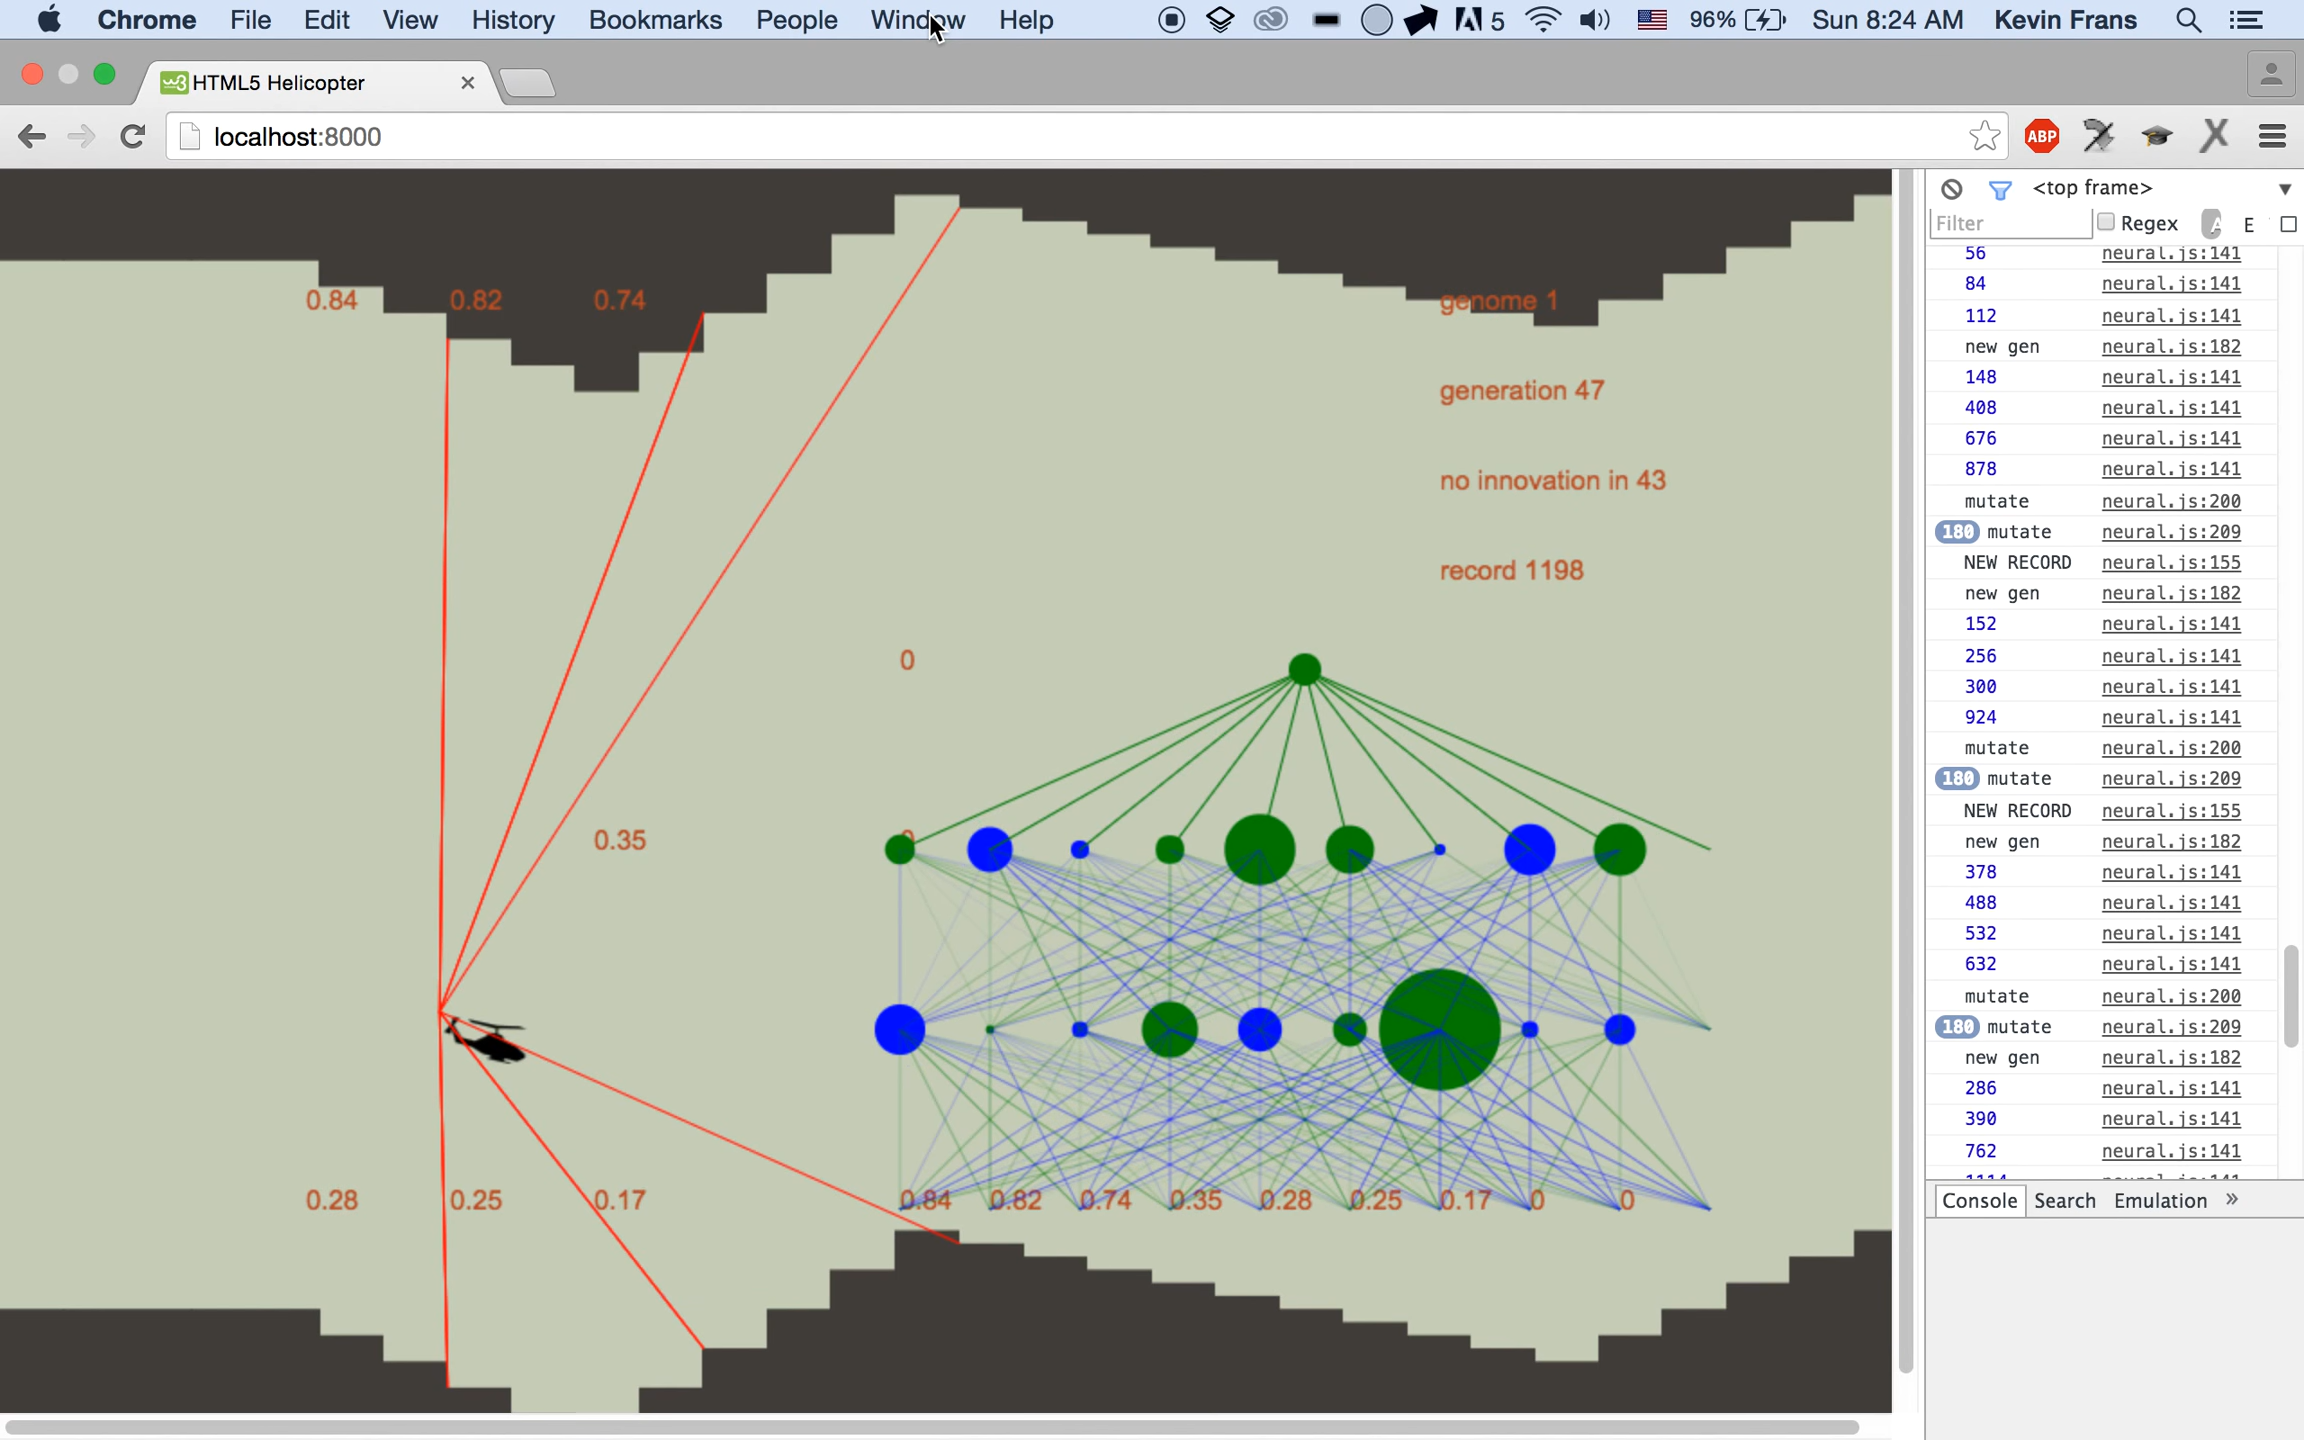 Chrome File Edit View History Bookmarks People Window Help 5 96% Sun 8:24 AM Kevin Frans
HTML5 Helicopter
localhost:8000
ABP
<top frame>
Filter Regex A E
0.84 0.82 0.74
genome 1
generation 47
no innovation in 43
record 1198
0
0.35
0.28 0.25 0.17
0.84 0.82 0.74 0.35 0.28 0.25 0.17 0 0
56 neural.js:141
84 neural.js:141
112 neural.js:141
new gen neural.js:182
148 neural.js:141
408 neural.js:141
676 neural.js:141
878 neural.js:141
mutate neural.js:200
180 mutate neural.js:209
NEW RECORD neural.js:155
new gen neural.js:182
152 neural.js:141
256 neural.js:141
300 neural.js:141
924 neural.js:141
mutate neural.js:200
180 mutate neural.js:209
NEW RECORD neural.js:155
new gen neural.js:182
378 neural.js:141
488 neural.js:141
532 neural.js:141
632 neural.js:141
mutate neural.js:200
180 mutate neural.js:209
new gen neural.js:182
286 neural.js:141
390 neural.js:141
762 neural.js:141
Console Search Emulation »